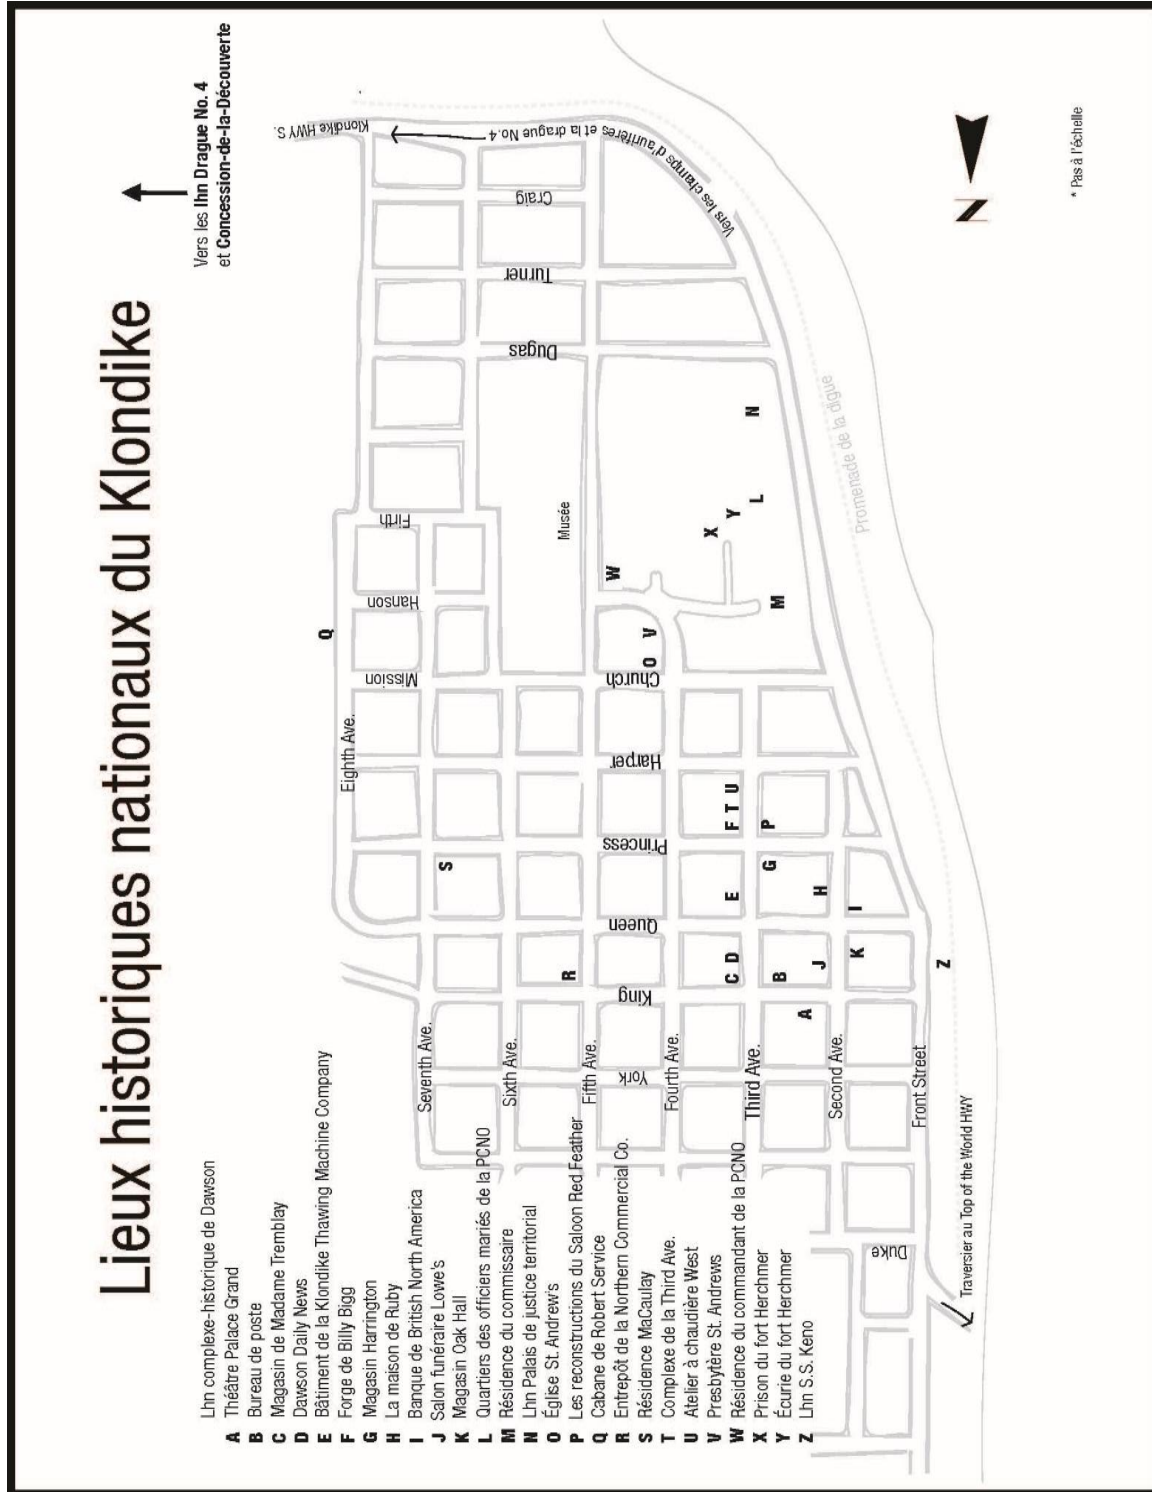 Lieux historiques nationaux du Klondike
Vers les lhn Drague No. 4
et Concession-de-la-Découverte
Lhn complexe-historique de Dawson
A Théâtre Palace Grand
B Bureau de poste
C Magasin de Madame Tremblay
D Dawson Daily News
E Bâtiment de la Klondike Thawing Machine Company
F Forge de Billy Bigg
G Magasin Harrington
H La maison de Ruby
I Banque de British North America
J Salon funéraire Lowe's
K Magasin Oak Hall
L Quartiers des officiers mariés de la PCNO
M Résidence du commissaire
N Lhn Palais de justice territorial
O Église St. Andrew's
P Les reconstructions du Saloon Red Feather
Q Cabane de Robert Service
R Entrepôt de la Northern Commercial Co.
S Résidence MaCaulay
T Complexe de la Third Ave.
U Atelier à chaudière West
V Presbytère St. Andrews
W Résidence du commandant de la PCNO
X Prison du fort Herchmer
Y Écurie du fort Herchmer
Z Lhn S.S. Keno
Klondike HWY S.
Vers les champs d'aurifères et la drague No.4
Craig
Turner
Dugas
Firth
Hanson
Mission
Musée
Church
Harper
Princess
Queen
King
York
Duke
Eighth Ave.
Seventh Ave.
Sixth Ave.
Fifth Ave.
Fourth Ave.
Third Ave.
Second Ave.
Front Street
Q
S
R
W
O V
X
Y
L
N
M
F T U
P
E
G
H
I
C D
B
J
K
A
Z
Promenade de la digue
Traversier au Top of the World HWY
N
* Pas à l'échelle